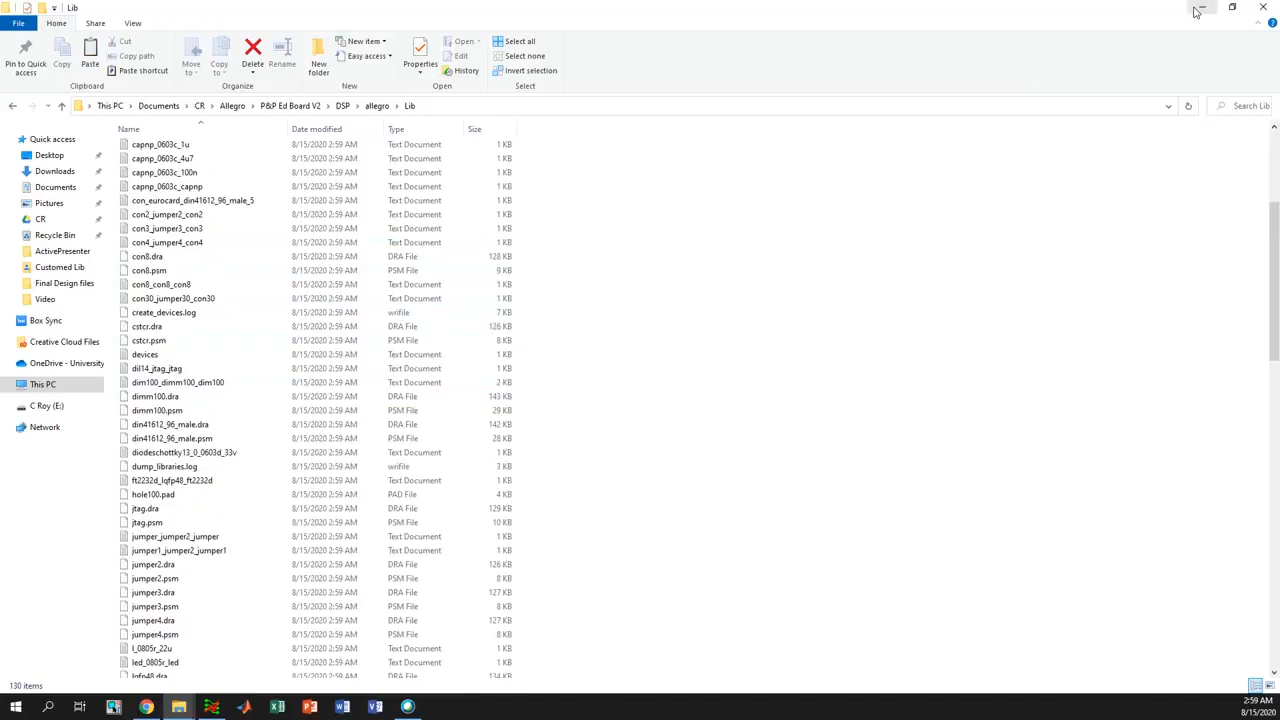 Lib
File Home Share View
Pin to Quick access
Copy
Paste
Cut
Copy path
Paste shortcut
Clipboard
Move to
Copy to
Delete
Rename
Organize
New folder
New item
Easy access
New
Properties
Open
Edit
History
Open
Select all
Select none
Invert selection
Select
This PC Documents CR Allegro P&P Ed Board V2 DSP allegro Lib
Search Lib
Quick access
Desktop
Downloads
Documents
Pictures
CR
Recycle Bin
ActivePresenter
Customed Lib
Final Design files
Video
Box Sync
Creative Cloud Files
OneDrive - University
This PC
C Roy (E:)
Network
Name Date modified Type Size
capnp_0603c_1u 8/15/2020 2:59 AM Text Document 1 KB
capnp_0603c_4u7 8/15/2020 2:59 AM Text Document 1 KB
capnp_0603c_100n 8/15/2020 2:59 AM Text Document 1 KB
capnp_0603c_capnp 8/15/2020 2:59 AM Text Document 1 KB
con_eurocard_din41612_96_male_5 8/15/2020 2:59 AM Text Document 1 KB
con2_jumper2_con2 8/15/2020 2:59 AM Text Document 1 KB
con3_jumper3_con3 8/15/2020 2:59 AM Text Document 1 KB
con4_jumper4_con4 8/15/2020 2:59 AM Text Document 1 KB
con8.dra 8/15/2020 2:59 AM DRA File 128 KB
con8.psm 8/15/2020 2:59 AM PSM File 9 KB
con8_con8_con8 8/15/2020 2:59 AM Text Document 1 KB
con30_jumper30_con30 8/15/2020 2:59 AM Text Document 1 KB
create_devices.log 8/15/2020 2:59 AM wrifile 7 KB
cstcr.dra 8/15/2020 2:59 AM DRA File 126 KB
cstcr.psm 8/15/2020 2:59 AM PSM File 8 KB
devices 8/15/2020 2:59 AM Text Document 1 KB
dil14_jtag_jtag 8/15/2020 2:59 AM Text Document 1 KB
dim100_dimm100_dim100 8/15/2020 2:59 AM Text Document 2 KB
dimm100.dra 8/15/2020 2:59 AM DRA File 143 KB
dimm100.psm 8/15/2020 2:59 AM PSM File 29 KB
din41612_96_male.dra 8/15/2020 2:59 AM DRA File 142 KB
din41612_96_male.psm 8/15/2020 2:59 AM PSM File 28 KB
diodeschottky13_0_0603d_33v 8/15/2020 2:59 AM Text Document 1 KB
dump_libraries.log 8/15/2020 2:59 AM wrifile 3 KB
ft2232d_lqfp48_ft2232d 8/15/2020 2:59 AM Text Document 1 KB
hole100.pad 8/15/2020 2:59 AM PAD File 4 KB
jtag.dra 8/15/2020 2:59 AM DRA File 129 KB
jtag.psm 8/15/2020 2:59 AM PSM File 10 KB
jumper_jumper2_jumper 8/15/2020 2:59 AM Text Document 1 KB
jumper1_jumper2_jumper1 8/15/2020 2:59 AM Text Document 1 KB
jumper2.dra 8/15/2020 2:59 AM DRA File 126 KB
jumper2.psm 8/15/2020 2:59 AM PSM File 8 KB
jumper3.dra 8/15/2020 2:59 AM DRA File 127 KB
jumper3.psm 8/15/2020 2:59 AM PSM File 8 KB
jumper4.dra 8/15/2020 2:59 AM DRA File 127 KB
jumper4.psm 8/15/2020 2:59 AM PSM File 8 KB
l_0805r_22u 8/15/2020 2:59 AM Text Document 1 KB
led_0805r_led 8/15/2020 2:59 AM Text Document 1 KB
lqfp48.dra 8/15/2020 2:59 AM DRA File 134 KB
130 items
2:59 AM
8/15/2020